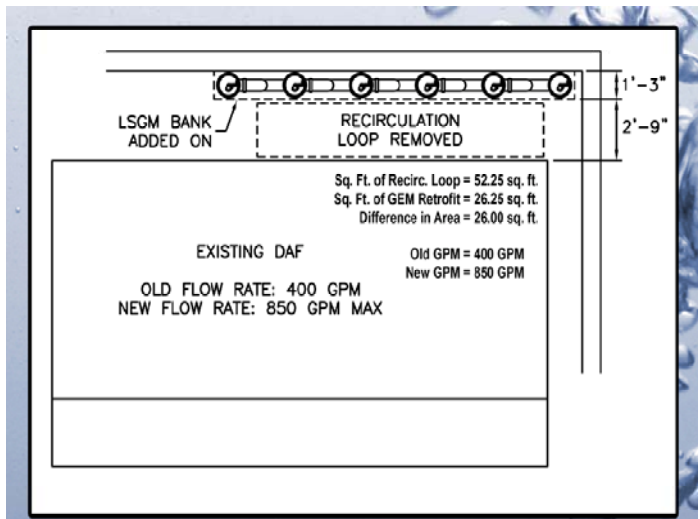 1'-3"
LSGM BANK
ADDED ON
RECIRCULATION
LOOP REMOVED
2'-9"
Sq. Ft. of Recirc. Loop = 52.25 sq. ft.
Sq. Ft. of GEM Retrofit = 26.25 sq. ft.
Difference in Area = 26.00 sq. ft.
EXISTING DAF
Old GPM = 400 GPM
New GPM = 850 GPM
OLD FLOW RATE: 400 GPM
NEW FLOW RATE: 850 GPM MAX